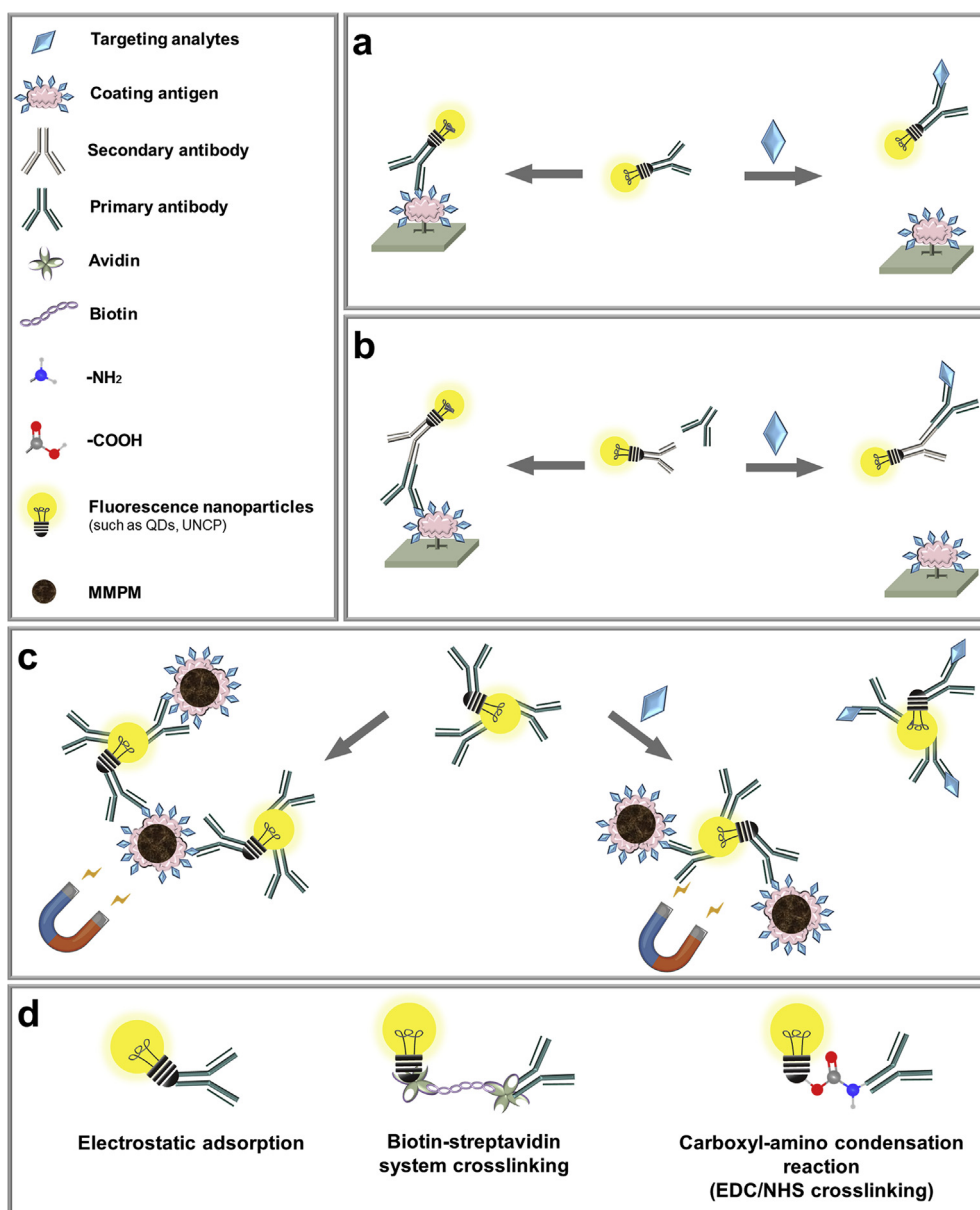 Targeting analytes
Coating antigen
Secondary antibody
Primary antibody
Avidin
Biotin
-NH₂
-COOH
Fluorescence nanoparticles
(such as QDs, UNCP)
MMPM
a
b
c
d
Electrostatic adsorption
Biotin-streptavidin
system crosslinking
Carboxyl-amino condensation
reaction
(EDC/NHS crosslinking)